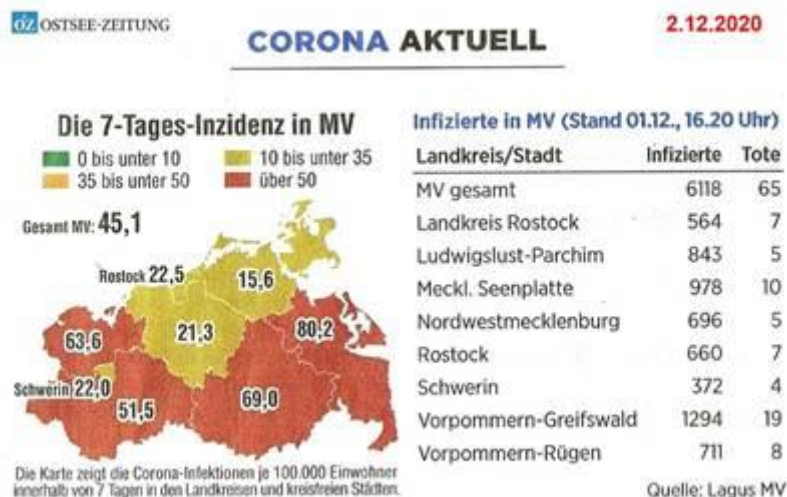 OZ OSTSEE-ZEITUNG
CORONA AKTUELL
2.12.2020
Die 7-Tages-Inzidenz in MV
0 bis unter 10
10 bis unter 35
35 bis unter 50
über 50
Gesamt MV: 45,1
Rostock 22,5
15,6
21,3
80,2
63,6
Schwerin 22,0
51,5
69,0
Die Karte zeigt die Corona-Infektionen je 100.000 Einwohner
innerhalb von 7 Tagen in den Landkreisen und kreisfreien Städten.
Infizierte in MV (Stand 01.12., 16.20 Uhr)
Landkreis/Stadt Infizierte Tote
MV gesamt 6118 65
Landkreis Rostock 564 7
Ludwigslust-Parchim 843 5
Meckl. Seenplatte 978 10
Nordwestmecklenburg 696 5
Rostock 660 7
Schwerin 372 4
Vorpommern-Greifswald 1294 19
Vorpommern-Rügen 711 8
Quelle: Lagus MV